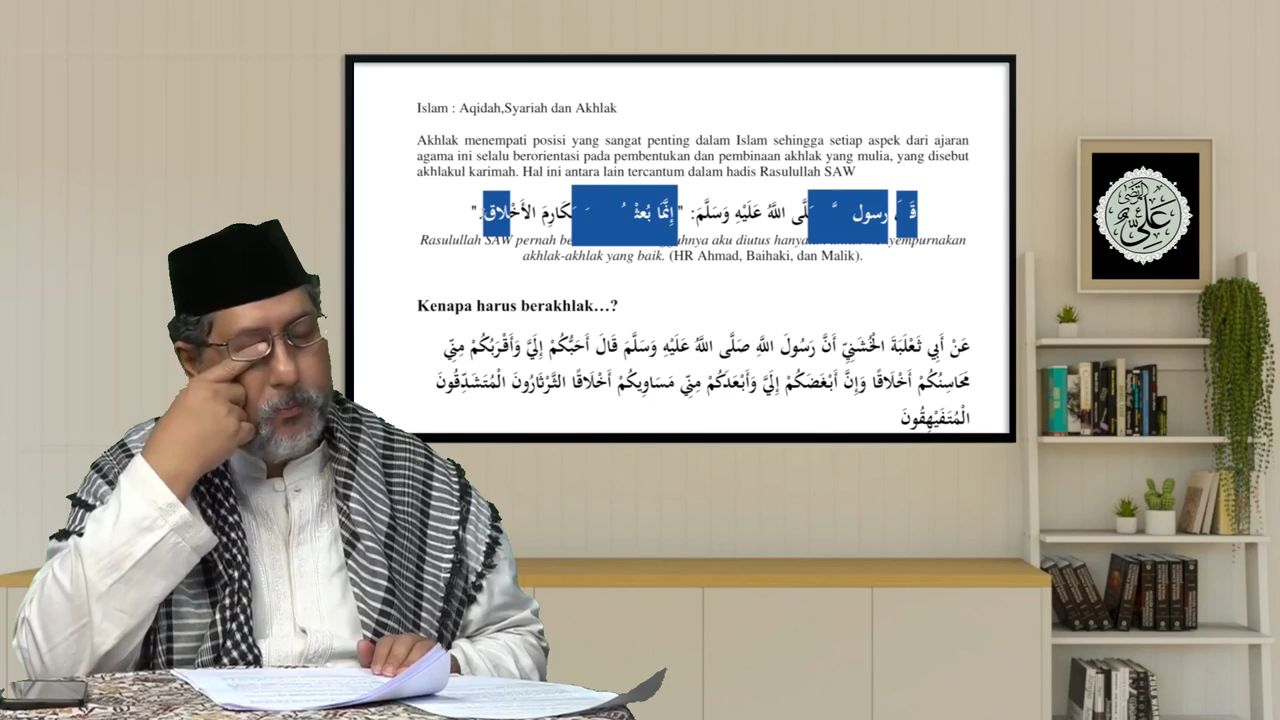 Islam : Aqidah,Syariah dan Akhlak
Akhlak menempati posisi yang sangat penting dalam Islam sehingga setiap aspek dari ajaran
agama ini selalu berorientasi pada pembentukan dan pembinaan akhlak yang mulia, yang disebut
akhlakul karimah. Hal ini antara lain tercantum dalam hadis Rasulullah SAW
رسول اللهُ عَلَيْهِ وَسَلَّمَ: "إِنَّمَا الأَخْلاق."
Rasulullah SAW pernah aku diutus
akhlak-akhlak yang baik. (HR Ahmad, Baihaki, dan Malik).
Kenapa harus berakhlak…?
عَنْ أَبِي ثَعْلَبَةَ الْخُشَنِيِّ أَنَّ رَسُولَ اللَّهِ صَلَّى اللَّهُ عَلَيْهِ وَسَلَّمَ قَالَ أَحَبُّكُمْ إِلَيَّ وَأَقْرَبُكُمْ مِنِّي
مَحَاسِنُكُمْ أَخْلَاقًا وَإِنَّ أَبْغَضَكُمْ إِلَيَّ وَأَبْعَدَكُمْ مِنِّي مَسَاوِيكُمْ أَخْلَاقًا الثَّرْثَارُونَ الْمُتَشَدِّقُونَ
الْمُتَفَيْهِقُونَ